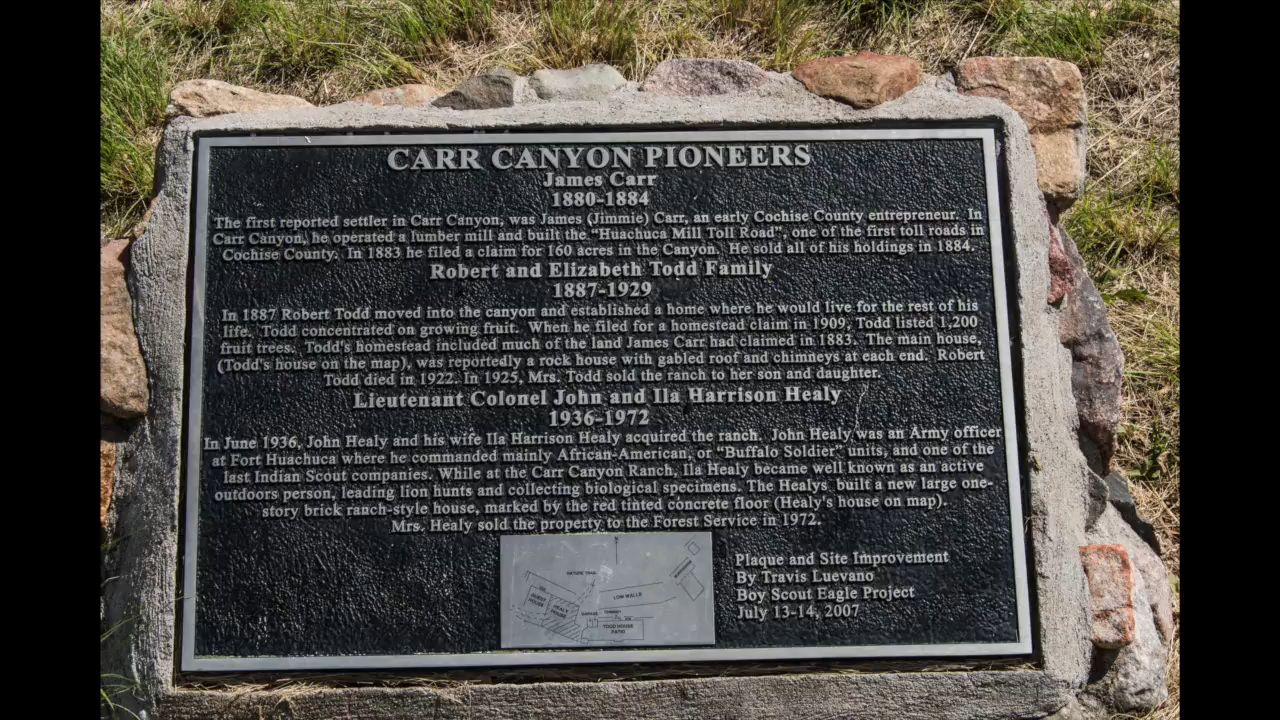 CARR CANYON PIONEERS
James Carr
1880-1884
The first reported settler in Carr Canyon, was James (Jimmie) Carr, an early Cochise County entrepreneur. In
Carr Canyon, he operated a lumber mill and built the "Huachuca Mill Toll Road", one of the first toll roads in
Cochise County. In 1883 he filed a claim for 160 acres in the Canyon. He sold all of his holdings in 1884.
Robert and Elizabeth Todd Family
1887-1929
In 1887 Robert Todd moved into the canyon and established a home where he would live for the rest of his
life. Todd concentrated on growing fruit. When he filed for a homestead claim in 1909, Todd listed 1,200
fruit trees. Todd's homestead included much of the land James Carr had claimed in 1883. The main house,
(Todd's house on the map), was reportedly a rock house with gabled roof and chimneys at each end. Robert
Todd died in 1922. In 1925, Mrs. Todd sold the ranch to her son and daughter.
Lieutenant Colonel John and Ila Harrison Healy
1936-1972
In June 1936, John Healy and his wife Ila Harrison Healy acquired the ranch. John Healy was an Army officer
at Fort Huachuca where he commanded mainly African-American, or "Buffalo Soldier" units, and one of the
last Indian Scout companies. While at the Carr Canyon Ranch, Ila Healy became well known as an active
outdoors person, leading lion hunts and collecting biological specimens. The Healys built a new large one-
story brick ranch-style house, marked by the red tinted concrete floor (Healy's house on map).
Mrs. Healy sold the property to the Forest Service in 1972.
Plaque and Site Improvement
By Travis Luevano
Boy Scout Eagle Project
July 13-14, 2007
NATURE TRAIL
LOW WALLS
GUEST
HOUSE
HEALY
HOUSE
TODD HOUSE
PATIO